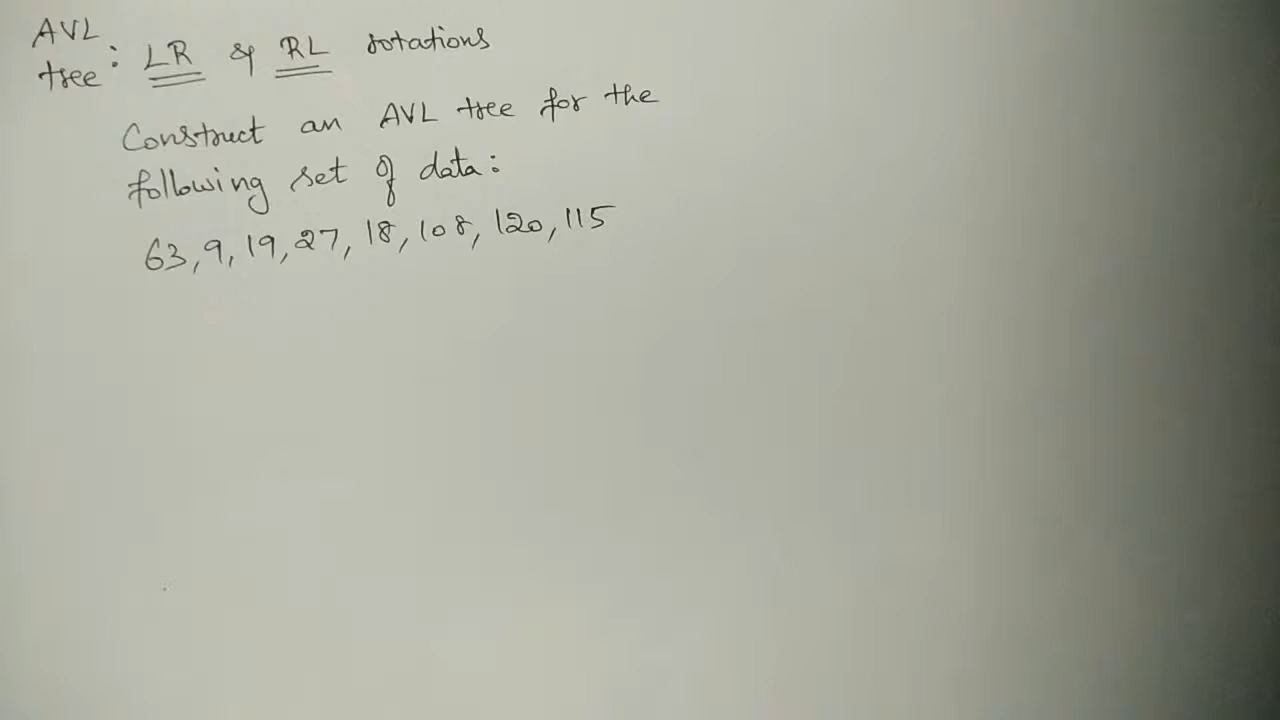 AVL
tree: LR & RL rotations
Construct an AVL tree for the
following set of data:
63, 9, 19, 27, 18, 108, 120, 115